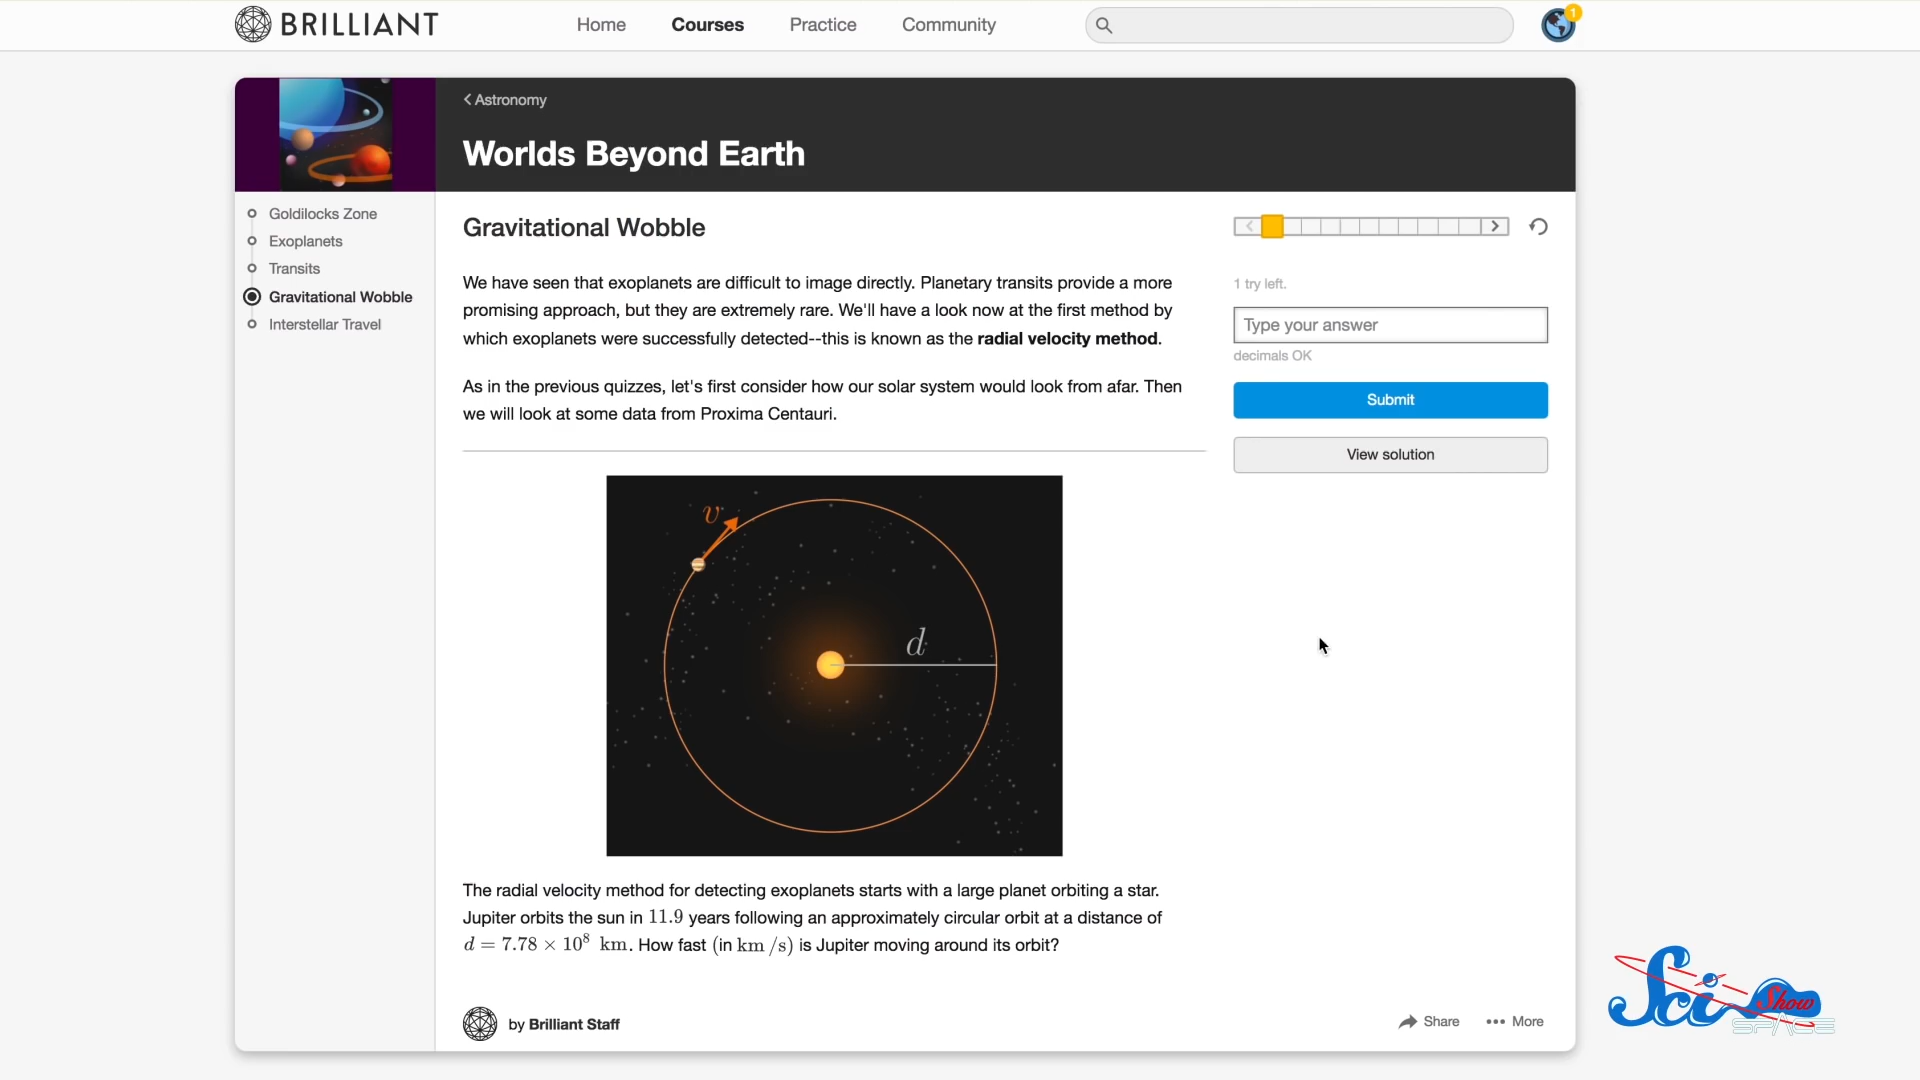 BRILLIANT
Home
Courses
Practice
Community
1
< Astronomy
Worlds Beyond Earth
Goldilocks Zone
Exoplanets
Transits
Gravitational Wobble
Interstellar Travel
Gravitational Wobble
We have seen that exoplanets are difficult to image directly. Planetary transits provide a more
promising approach, but they are extremely rare. We'll have a look now at the first method by
which exoplanets were successfully detected--this is known as the radial velocity method.
As in the previous quizzes, let's first consider how our solar system would look from afar. Then
we will look at some data from Proxima Centauri.
v
d
The radial velocity method for detecting exoplanets starts with a large planet orbiting a star.
Jupiter orbits the sun in 11.9 years following an approximately circular orbit at a distance of
d = 7.78 × 10⁸ km. How fast (in km /s) is Jupiter moving around its orbit?
by Brilliant Staff
Share
More
1 try left.
Type your answer
decimals OK
Submit
View solution
Sci Show
SPACE